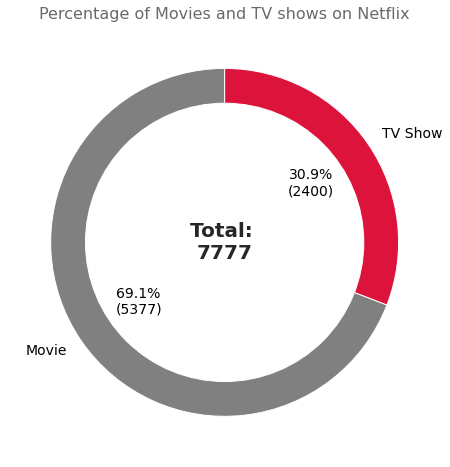 Percentage of Movies and TV shows on Netflix
TV Show
30.9%
(2400)
Total:
7777
69.1%
(5377)
Movie